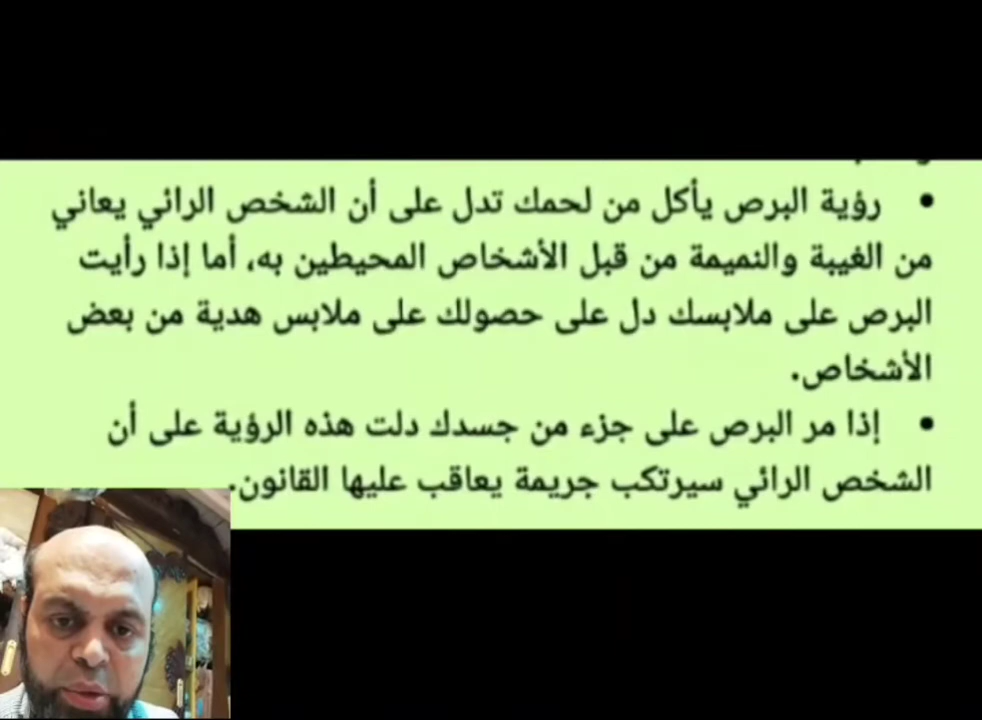 • رؤية البرص يأكل من لحمك تدل على أن الشخص الرائي يعاني
من الغيبة والنميمة من قبل الأشخاص المحيطين به، أما إذا رأيت
البرص على ملابسك دل على حصولك على ملابس هدية من بعض
الأشخاص.
• إذا مر البرص على جزء من جسدك دلت هذه الرؤية على أن
الشخص الرائي سيرتكب جريمة يعاقب عليها القانون.